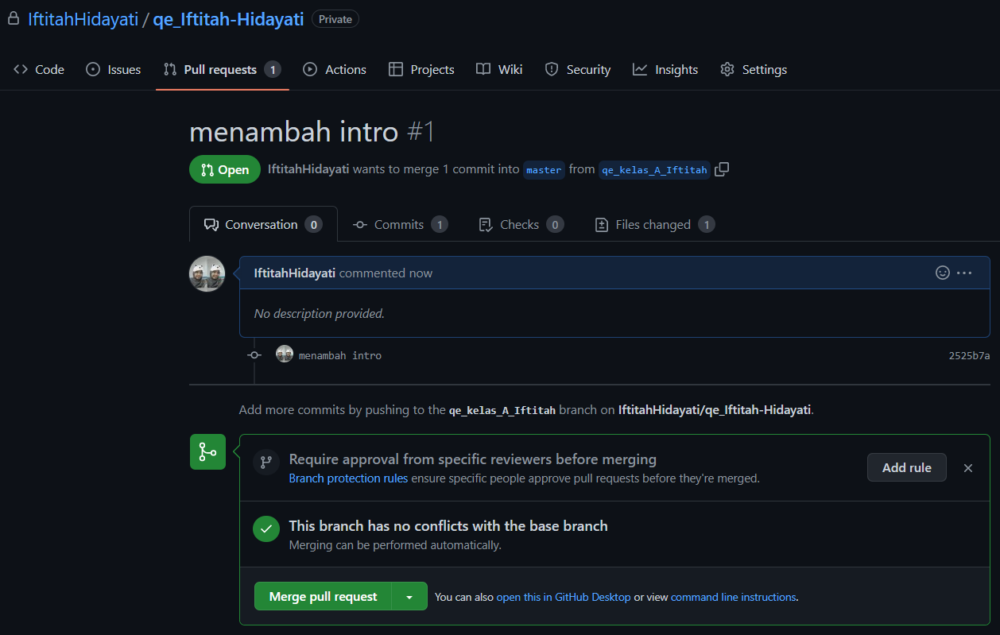 IftitahHidayati / qe_Iftitah-Hidayati Private
Code Issues Pull requests 1 Actions Projects Wiki Security Insights Settings
menambah intro #1
Open IftitahHidayati wants to merge 1 commit into master from qe_kelas_A_Iftitah
Conversation 0 Commits 1 Checks 0 Files changed 1
IftitahHidayati commented now
No description provided.
menambah intro 2525b7a
Add more commits by pushing to the qe_kelas_A_Iftitah branch on IftitahHidayati/qe_Iftitah-Hidayati.
Require approval from specific reviewers before merging
Branch protection rules ensure specific people approve pull requests before they're merged.
Add rule
This branch has no conflicts with the base branch
Merging can be performed automatically.
Merge pull request You can also open this in GitHub Desktop or view command line instructions.